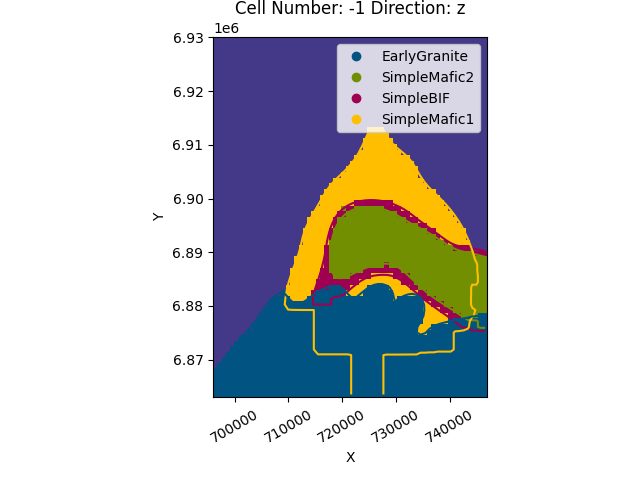 Cell Number: -1 Direction: z
1e6
6.93
6.92
6.91
6.90
6.89
6.88
6.87
Y
EarlyGranite
SimpleMafic2
SimpleBIF
SimpleMafic1
700000
710000
720000
730000
740000
X